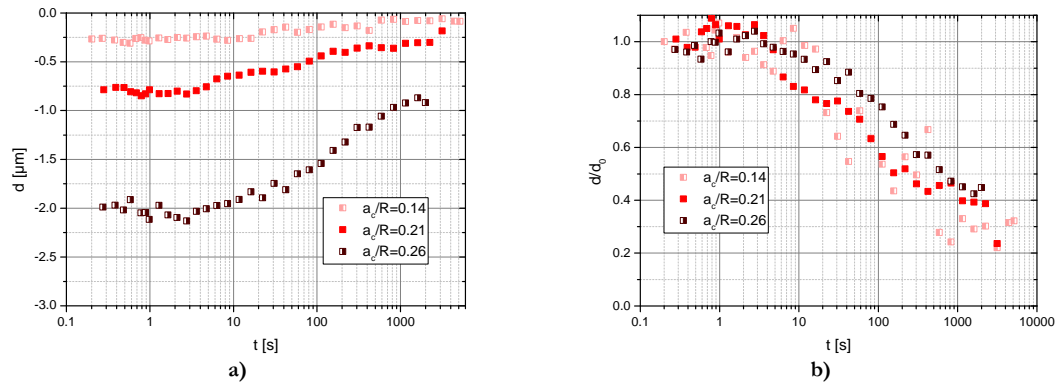 0.0
-0.5
-1.0
-1.5
-2.0
-2.5
-3.0
d [µm]
0.1 1 10 100 1000
t [s]
a_c/R=0.14
a_c/R=0.21
a_c/R=0.26
a)
1.0
0.8
0.6
0.4
0.2
0.0
d/d_0
0.1 1 10 100 1000 10000
t [s]
a_c/R=0.14
a_c/R=0.21
a_c/R=0.26
b)